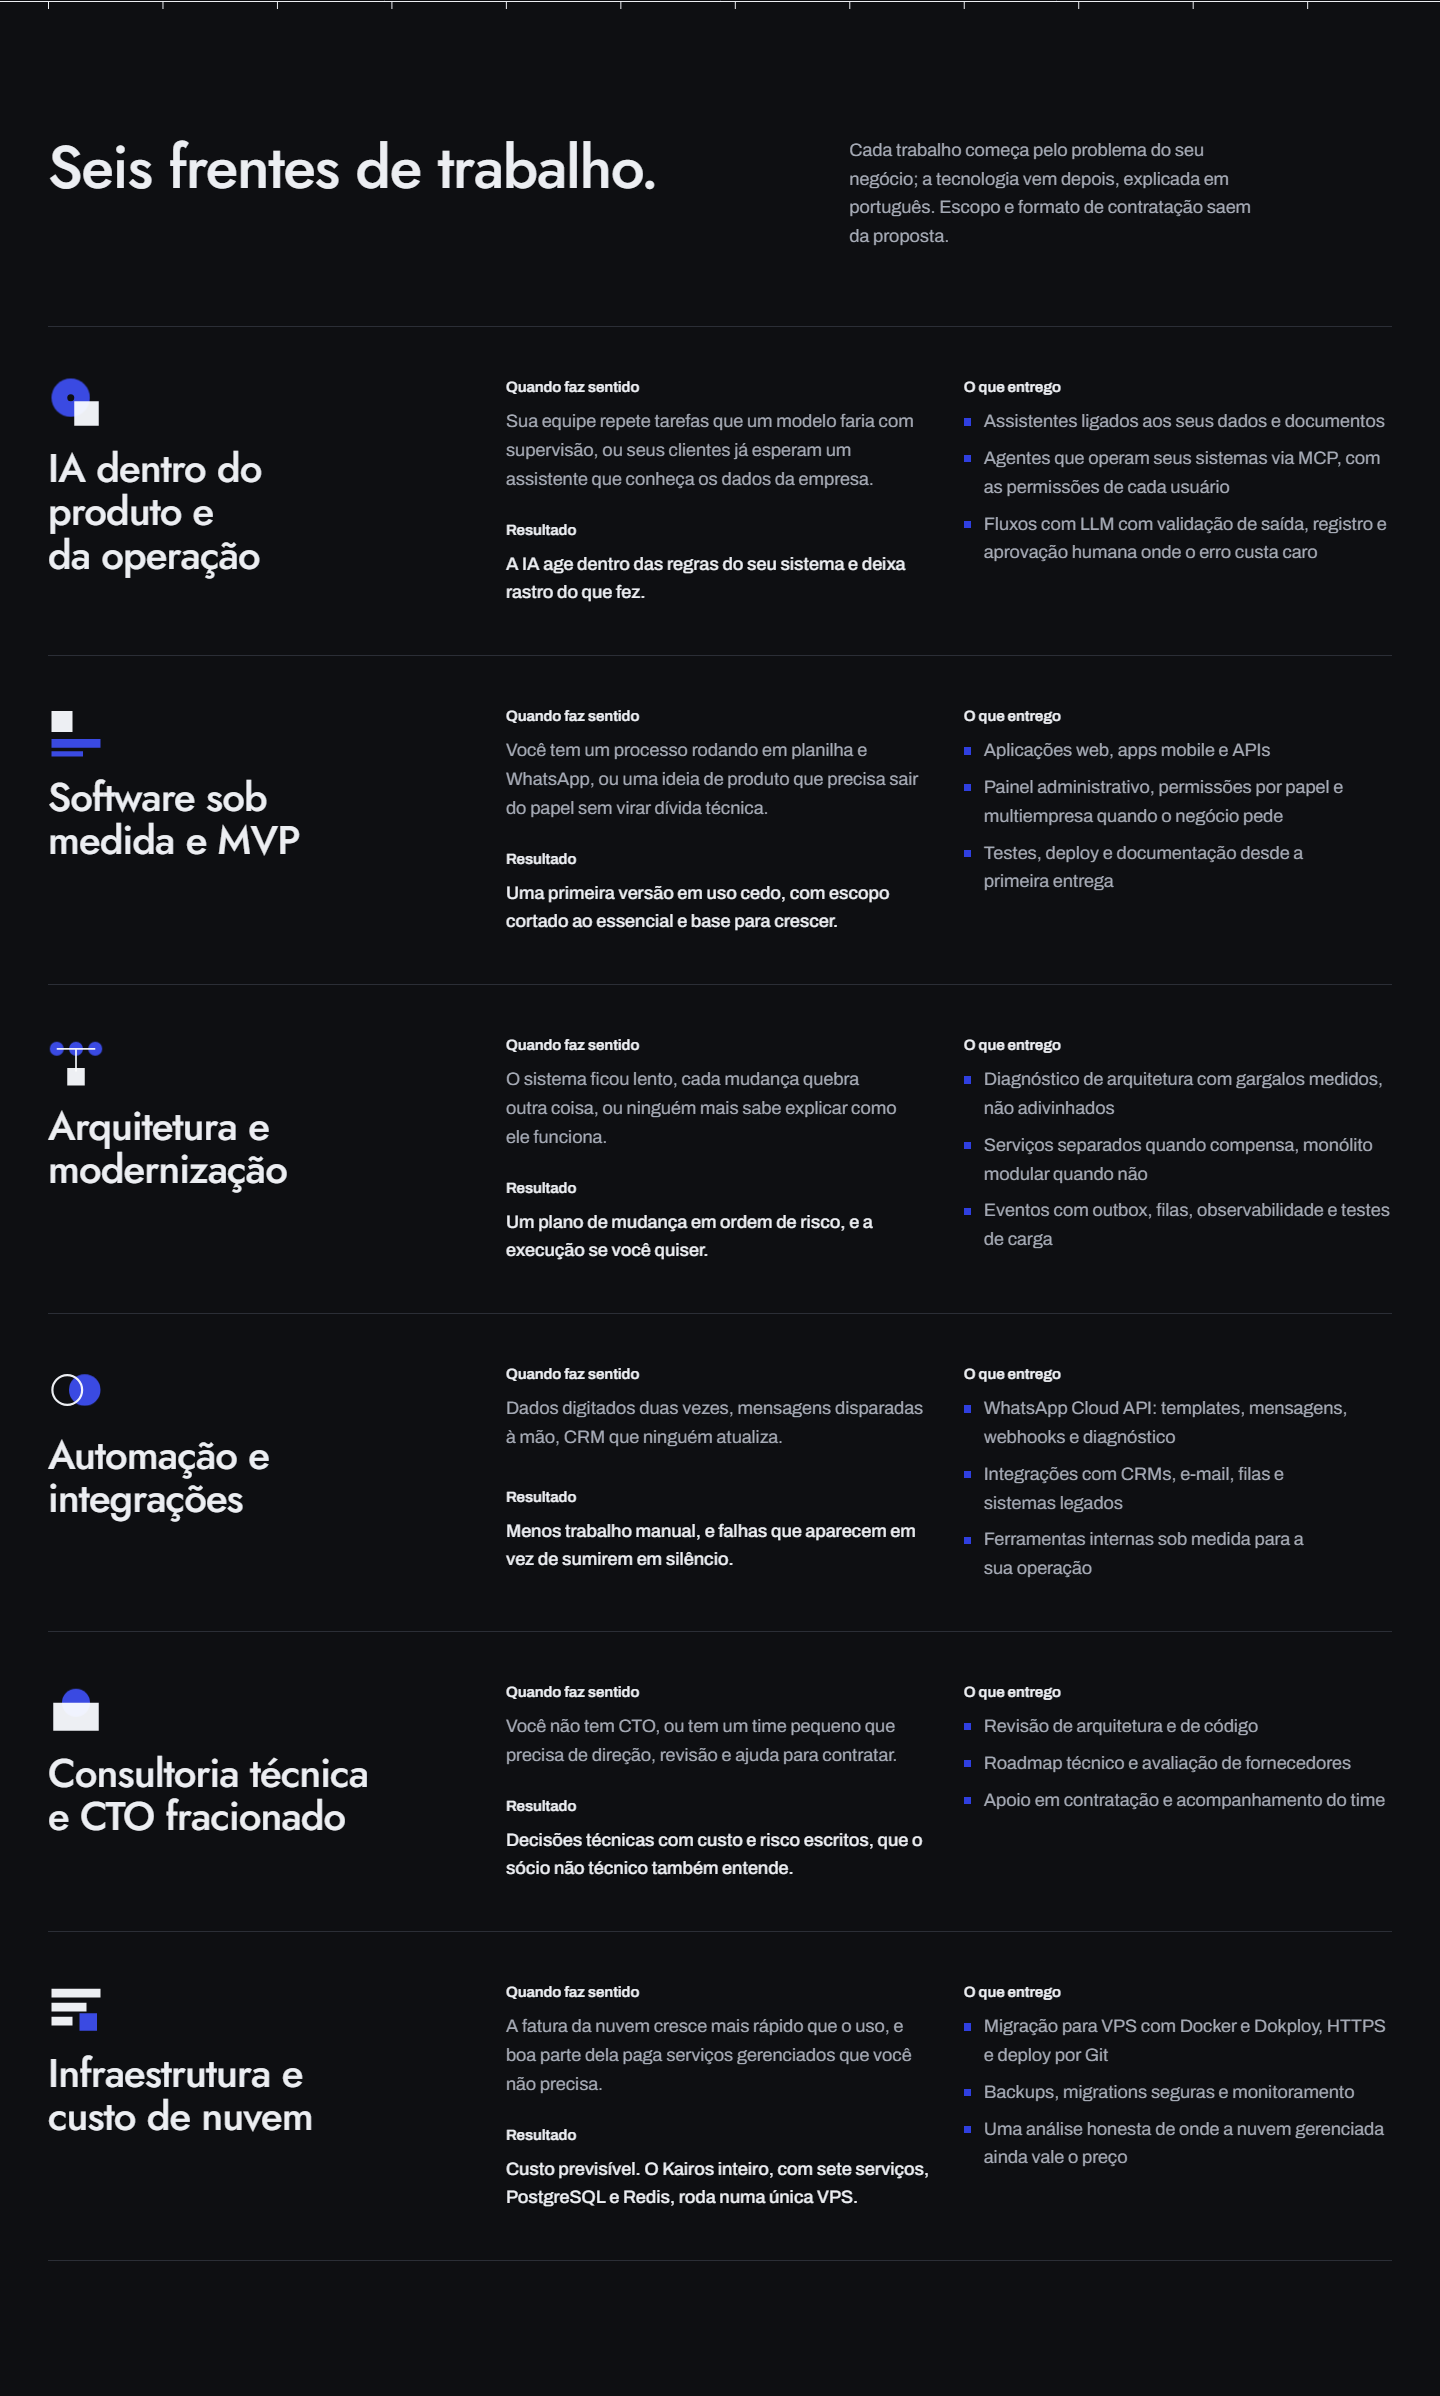 Seis frentes de trabalho.
Cada trabalho começa pelo problema do seu
negócio; a tecnologia vem depois, explicada em
português. Escopo e formato de contratação saem
da proposta.
IA dentro do
produto e
da operação
Quando faz sentido
Sua equipe repete tarefas que um modelo faria com
supervisão, ou seus clientes já esperam um
assistente que conheça os dados da empresa.
Resultado
A IA age dentro das regras do seu sistema e deixa
rastro do que fez.
O que entrego
Assistentes ligados aos seus dados e documentos
Agentes que operam seus sistemas via MCP, com
as permissões de cada usuário
Fluxos com LLM com validação de saída, registro e
aprovação humana onde o erro custa caro
Software sob
medida e MVP
Quando faz sentido
Você tem um processo rodando em planilha e
WhatsApp, ou uma ideia de produto que precisa sair
do papel sem virar dívida técnica.
Resultado
Uma primeira versão em uso cedo, com escopo
cortado ao essencial e base para crescer.
O que entrego
Aplicações web, apps mobile e APIs
Painel administrativo, permissões por papel e
multiempresa quando o negócio pede
Testes, deploy e documentação desde a
primeira entrega
Arquitetura e
modernização
Quando faz sentido
O sistema ficou lento, cada mudança quebra
outra coisa, ou ninguém mais sabe explicar como
ele funciona.
Resultado
Um plano de mudança em ordem de risco, e a
execução se você quiser.
O que entrego
Diagnóstico de arquitetura com gargalos medidos,
não adivinhados
Serviços separados quando compensa, monólito
modular quando não
Eventos com outbox, filas, observabilidade e testes
de carga
Automação e
integrações
Quando faz sentido
Dados digitados duas vezes, mensagens disparadas
à mão, CRM que ninguém atualiza.
Resultado
Menos trabalho manual, e falhas que aparecem em
vez de sumirem em silêncio.
O que entrego
WhatsApp Cloud API: templates, mensagens,
webhooks e diagnóstico
Integrações com CRMs, e-mail, filas e
sistemas legados
Ferramentas internas sob medida para a
sua operação
Consultoria técnica
e CTO fracionado
Quando faz sentido
Você não tem CTO, ou tem um time pequeno que
precisa de direção, revisão e ajuda para contratar.
Resultado
Decisões técnicas com custo e risco escritos, que o
sócio não técnico também entende.
O que entrego
Revisão de arquitetura e de código
Roadmap técnico e avaliação de fornecedores
Apoio em contratação e acompanhamento do time
Infraestrutura e
custo de nuvem
Quando faz sentido
A fatura da nuvem cresce mais rápido que o uso, e
boa parte dela paga serviços gerenciados que você
não precisa.
Resultado
Custo previsível. O Kairos inteiro, com sete serviços,
PostgreSQL e Redis, roda numa única VPS.
O que entrego
Migração para VPS com Docker e Dokploy, HTTPS
e deploy por Git
Backups, migrations seguras e monitoramento
Uma análise honesta de onde a nuvem gerenciada
ainda vale o preço